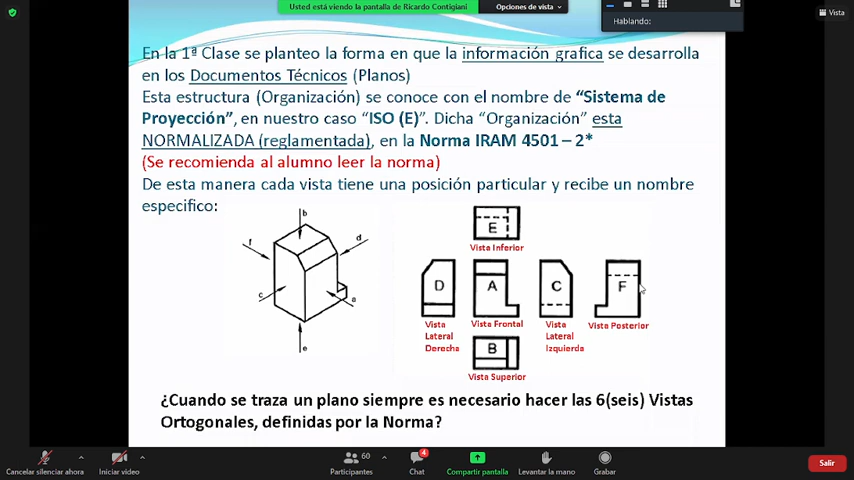 Usted está viendo la pantalla de Ricardo Contigiani
Opciones de vista
Hablando:
Vista
En la 1ª Clase se planteo la forma en que la información grafica se desarrolla
en los Documentos Técnicos (Planos)
Esta estructura (Organización) se conoce con el nombre de “Sistema de
Proyección”, en nuestro caso “ISO (E)”. Dicha “Organización” esta
NORMALIZADA (reglamentada), en la Norma IRAM 4501 – 2*
(Se recomienda al alumno leer la norma)
De esta manera cada vista tiene una posición particular y recibe un nombre
especifico:
b
f
d
c
a
e
E
Vista Inferior
D
A
C
F
Vista Lateral Derecha
Vista Frontal
Vista Lateral Izquierda
Vista Posterior
B
Vista Superior
¿Cuando se traza un plano siempre es necesario hacer las 6(seis) Vistas
Ortogonales, definidas por la Norma?
Cancelar silenciar ahora
Iniciar video
60
Participantes
4
Chat
Compartir pantalla
Levantar la mano
Grabar
Salir